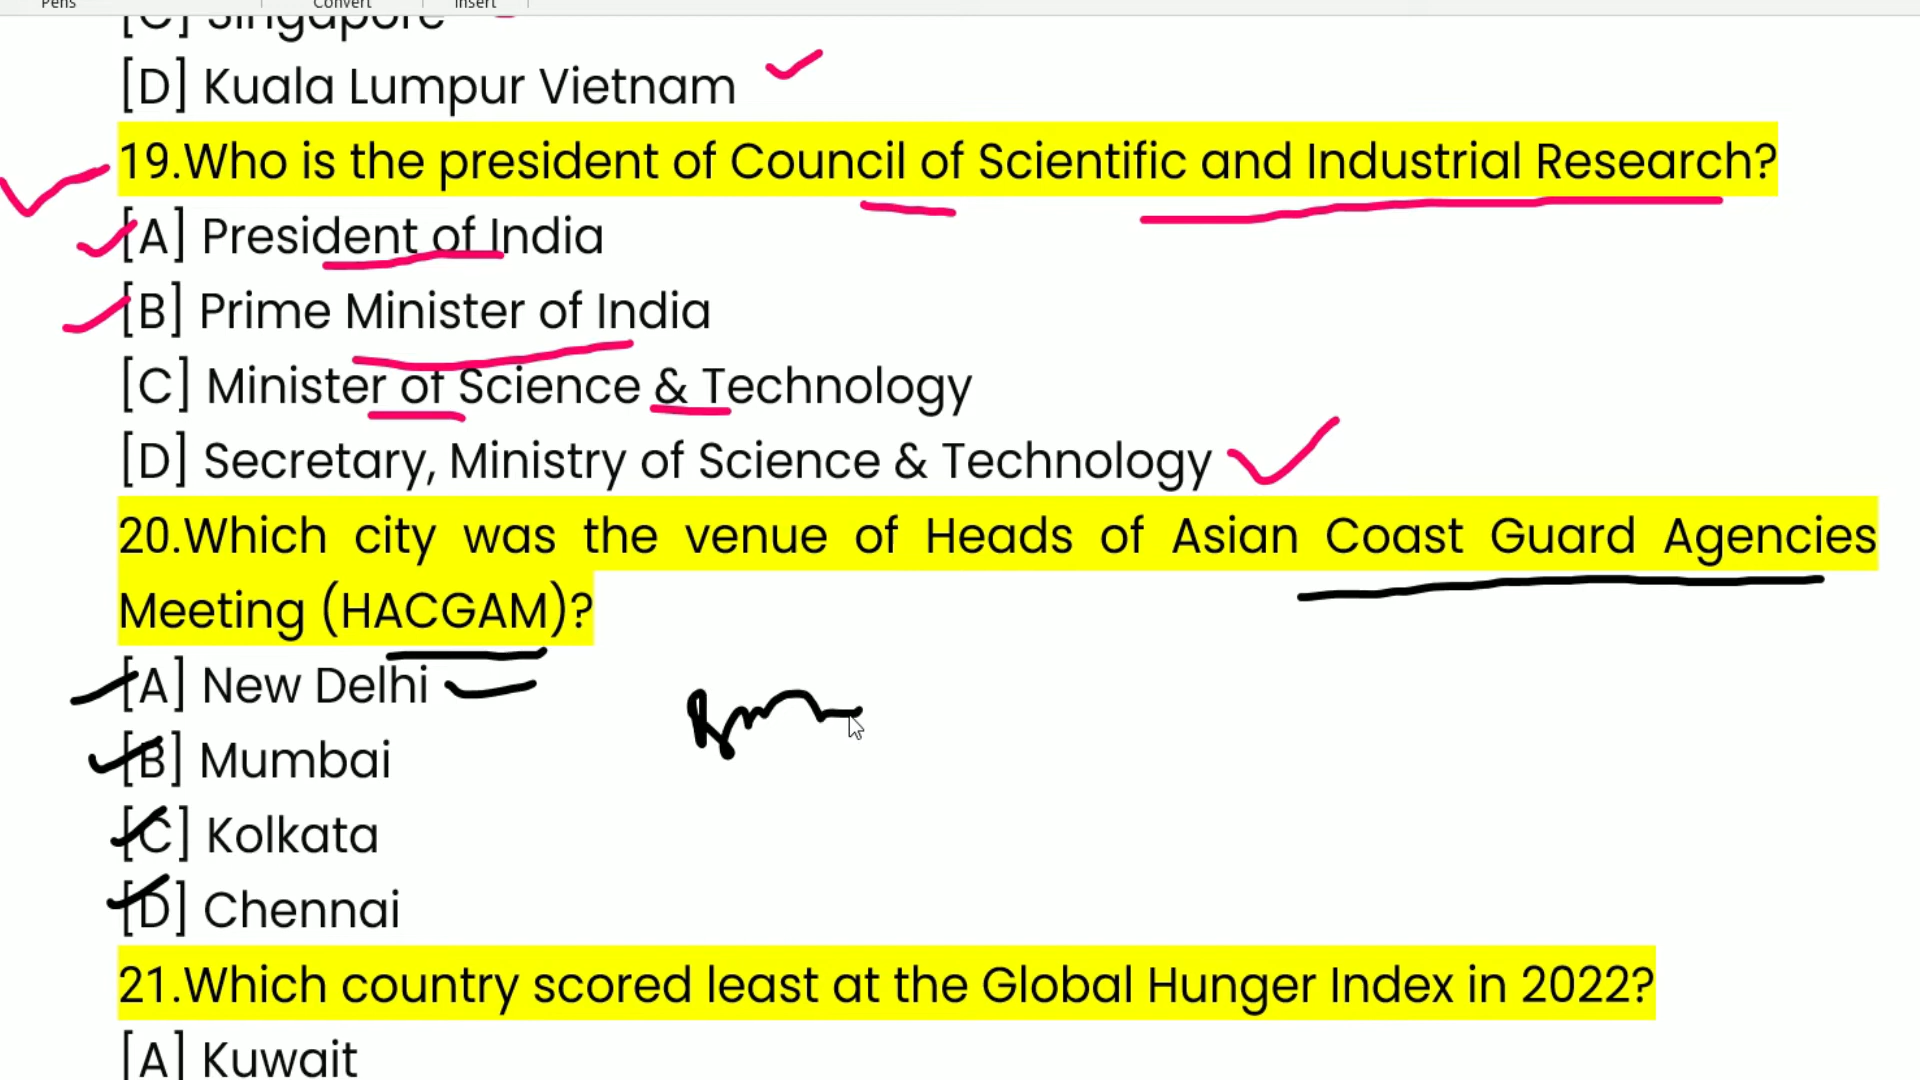 Pens Convert Insert
[C] Singapore
[D] Kuala Lumpur Vietnam
19.Who is the president of Council of Scientific and Industrial Research?
[A] President of India
[B] Prime Minister of India
[C] Minister of Science & Technology
[D] Secretary, Ministry of Science & Technology
20.Which city was the venue of Heads of Asian Coast Guard Agencies
Meeting (HACGAM)?
[A] New Delhi
[B] Mumbai
[C] Kolkata
[D] Chennai
21.Which country scored least at the Global Hunger Index in 2022?
[A] Kuwait